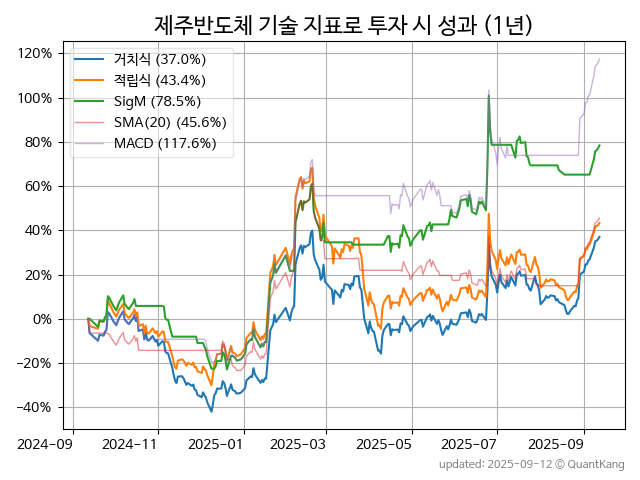 제주반도체 기술 지표로 투자 시 성과 (1년)
120%
100%
80%
60%
40%
20%
0%
−20%
−40%
거치식 (37.0%)
적립식 (43.4%)
SigM (78.5%)
SMA(20) (45.6%)
MACD (117.6%)
2024-09 2024-11 2025-01 2025-03 2025-05 2025-07 2025-09
updated: 2025-09-12 © QuantKang